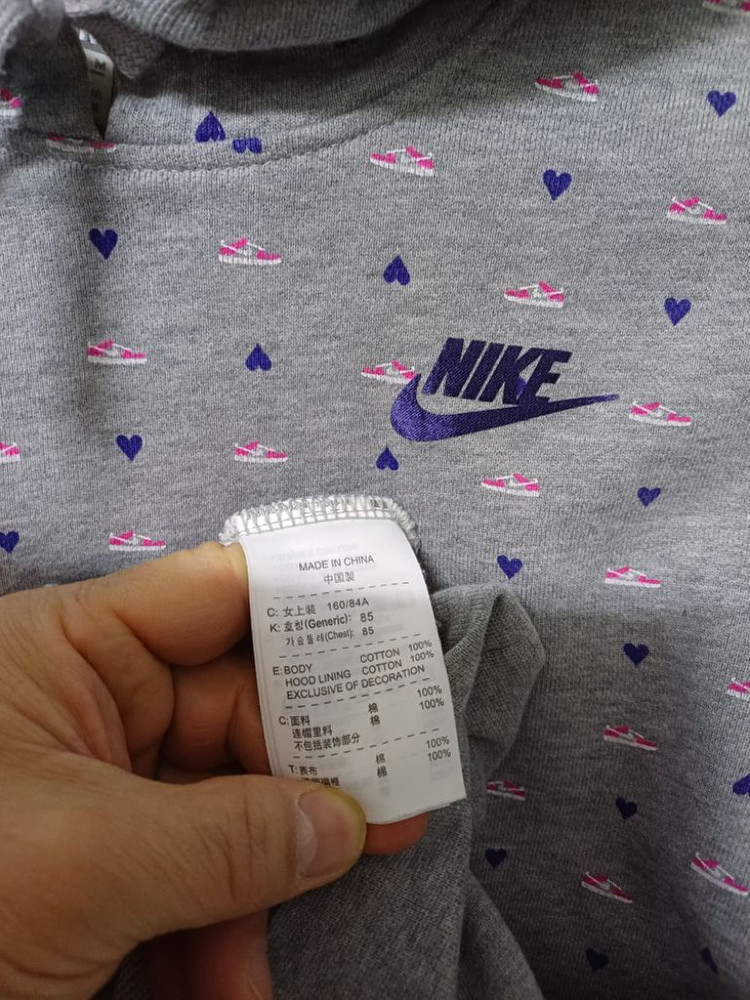 NIKE
MADE IN CHINA
中国製
C: 女上装 160/84A
K: 호칭(Generic): 85
가슴둘레(Chest): 85
E: BODY COTTON 100%
HOOD LINING COTTON 100%
EXCLUSIVE OF DECORATION
C: 面料 棉 100%
连帽里料 棉 100%
不包括装饰部分
T: 表布 棉 100%
棉 100%